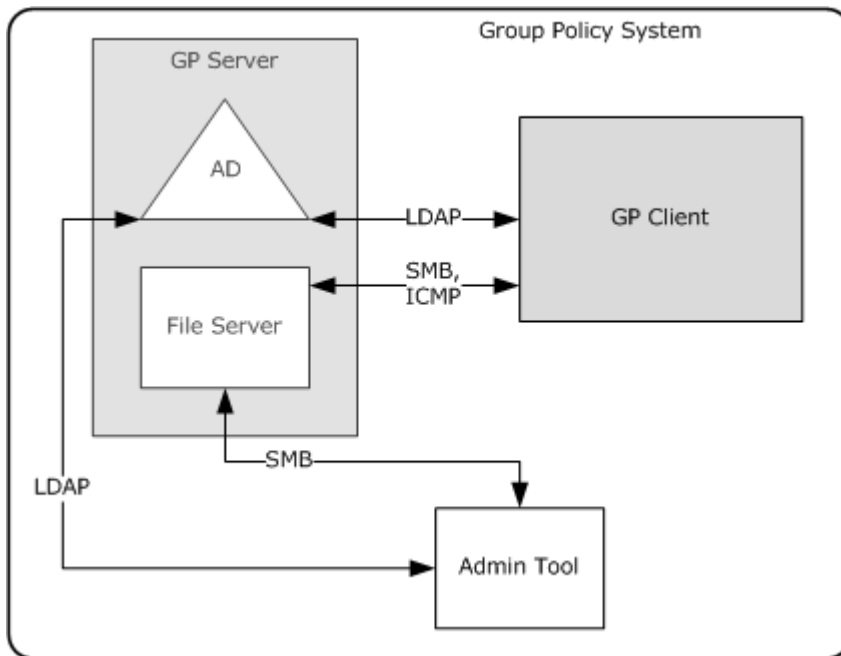 Group Policy System
GP Server
AD
LDAP
GP Client
SMB,
ICMP
File Server
SMB
LDAP
Admin Tool